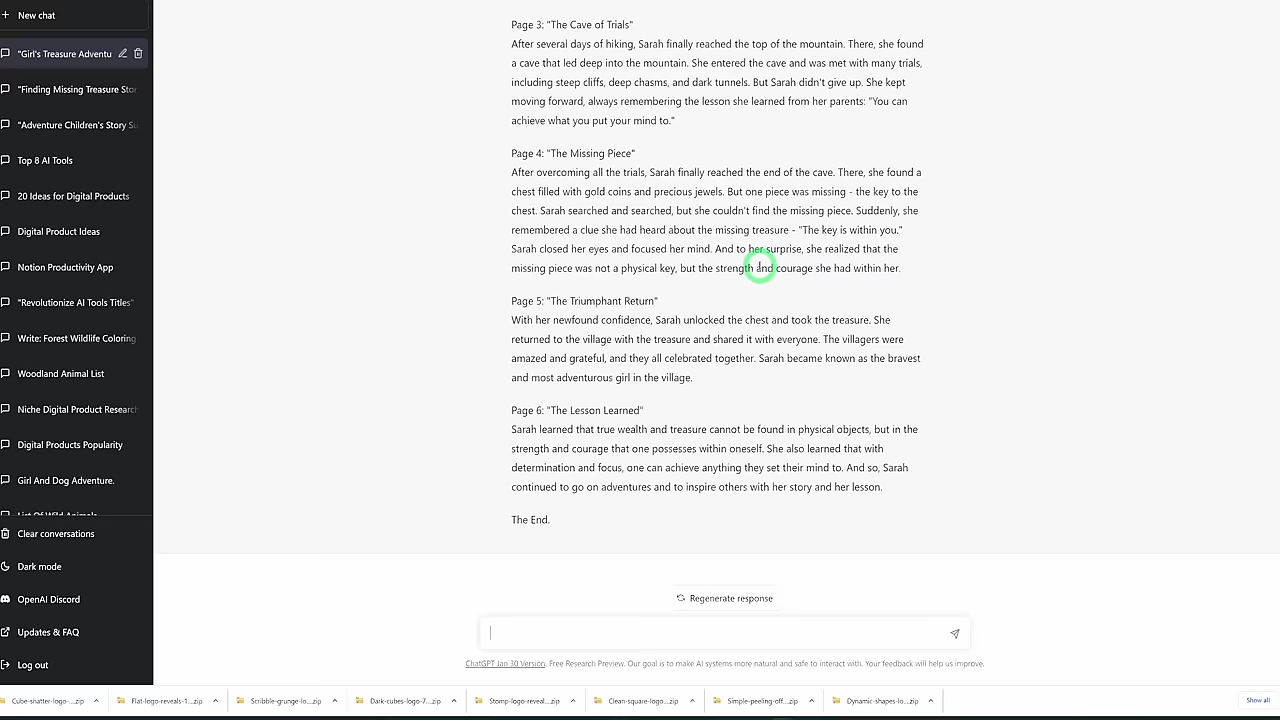 New chat
"Girl's Treasure Adventu
"Finding Missing Treasure Stor
"Adventure Children's Story Su
Top 8 AI Tools
20 Ideas for Digital Products
Digital Product Ideas
Notion Productivity App
"Revolutionize AI Tools Titles"
Write: Forest Wildlife Coloring
Woodland Animal List
Niche Digital Product Research
Digital Products Popularity
Girl And Dog Adventure.
List Of Wild Animals
Clear conversations
Dark mode
OpenAI Discord
Updates & FAQ
Log out
Page 3: "The Cave of Trials"
After several days of hiking, Sarah finally reached the top of the mountain. There, she found
a cave that led deep into the mountain. She entered the cave and was met with many trials,
including steep cliffs, deep chasms, and dark tunnels. But Sarah didn't give up. She kept
moving forward, always remembering the lesson she learned from her parents: "You can
achieve what you put your mind to."
Page 4: "The Missing Piece"
After overcoming all the trials, Sarah finally reached the end of the cave. There, she found a
chest filled with gold coins and precious jewels. But one piece was missing - the key to the
chest. Sarah searched and searched, but she couldn't find the missing piece. Suddenly, she
remembered a clue she had heard about the missing treasure - "The key is within you."
Sarah closed her eyes and focused her mind. And to her surprise, she realized that the
missing piece was not a physical key, but the strength and courage she had within her.
Page 5: "The Triumphant Return"
With her newfound confidence, Sarah unlocked the chest and took the treasure. She
returned to the village with the treasure and shared it with everyone. The villagers were
amazed and grateful, and they all celebrated together. Sarah became known as the bravest
and most adventurous girl in the village.
Page 6: "The Lesson Learned"
Sarah learned that true wealth and treasure cannot be found in physical objects, but in the
strength and courage that one possesses within oneself. She also learned that with
determination and focus, one can achieve anything they set their mind to. And so, Sarah
continued to go on adventures and to inspire others with her story and her lesson.
The End.
Regenerate response
ChatGPT Jan 30 Version. Free Research Preview. Our goal is to make AI systems more natural and safe to interact with. Your feedback will help us improve.
Cube-shatter-logo-....zip
Flat-logo-reveals-1....zip
Scribble-grunge-lo....zip
Dark-cubes-logo-7....zip
Stomp-logo-reveal....zip
Clean-square-logo....zip
Simple-peeling-off....zip
Dynamic-shapes-lo....zip
Show all